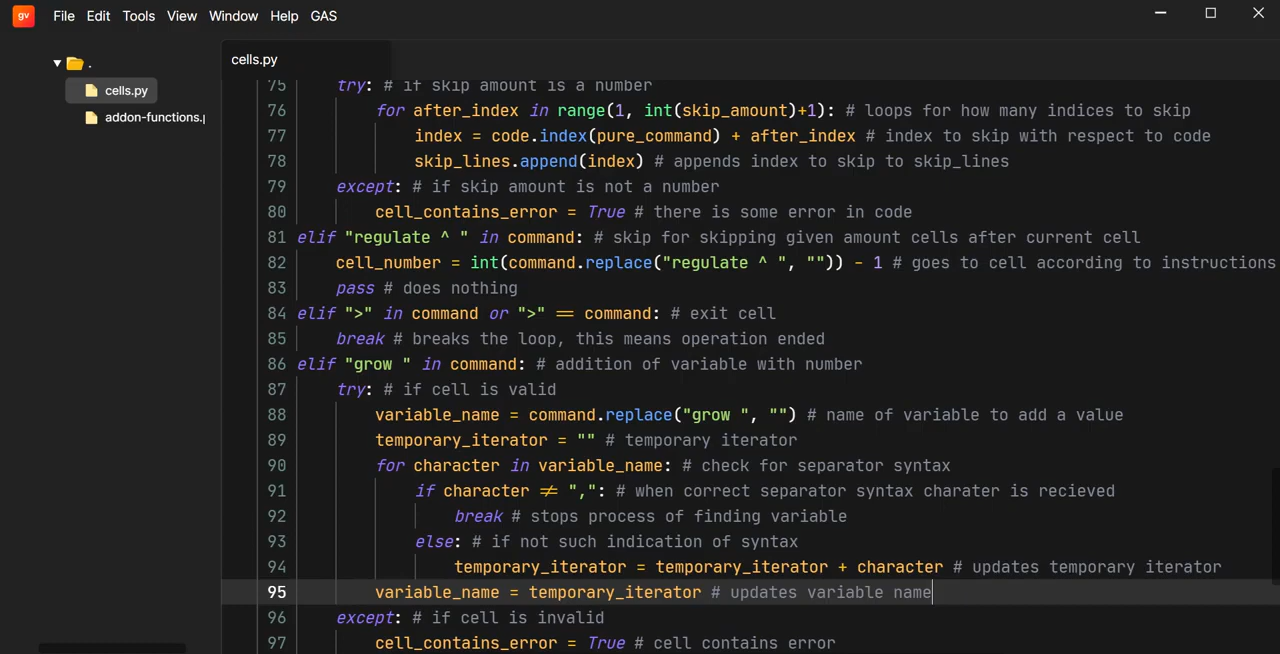 gv File Edit Tools View Window Help GAS
.
cells.py
addon-functions.p
cells.py
75 try: # if skip amount is a number
76 for after_index in range(1, int(skip_amount)+1): # loops for how many indices to skip
77 index = code.index(pure_command) + after_index # index to skip with respect to code
78 skip_lines.append(index) # appends index to skip to skip_lines
79 except: # if skip amount is not a number
80 cell_contains_error = True # there is some error in code
81 elif "regulate ^ " in command: # skip for skipping given amount cells after current cell
82 cell_number = int(command.replace("regulate ^ ", "")) - 1 # goes to cell according to instructions
83 pass # does nothing
84 elif ">" in command or ">" == command: # exit cell
85 break # breaks the loop, this means operation ended
86 elif "grow " in command: # addition of variable with number
87 try: # if cell is valid
88 variable_name = command.replace("grow ", "") # name of variable to add a value
89 temporary_iterator = "" # temporary iterator
90 for character in variable_name: # check for separator syntax
91 if character != ",": # when correct separator syntax charater is recieved
92 break # stops process of finding variable
93 else: # if not such indication of syntax
94 temporary_iterator = temporary_iterator + character # updates temporary iterator
95 variable_name = temporary_iterator # updates variable name
96 except: # if cell is invalid
97 cell_contains_error = True # cell contains error